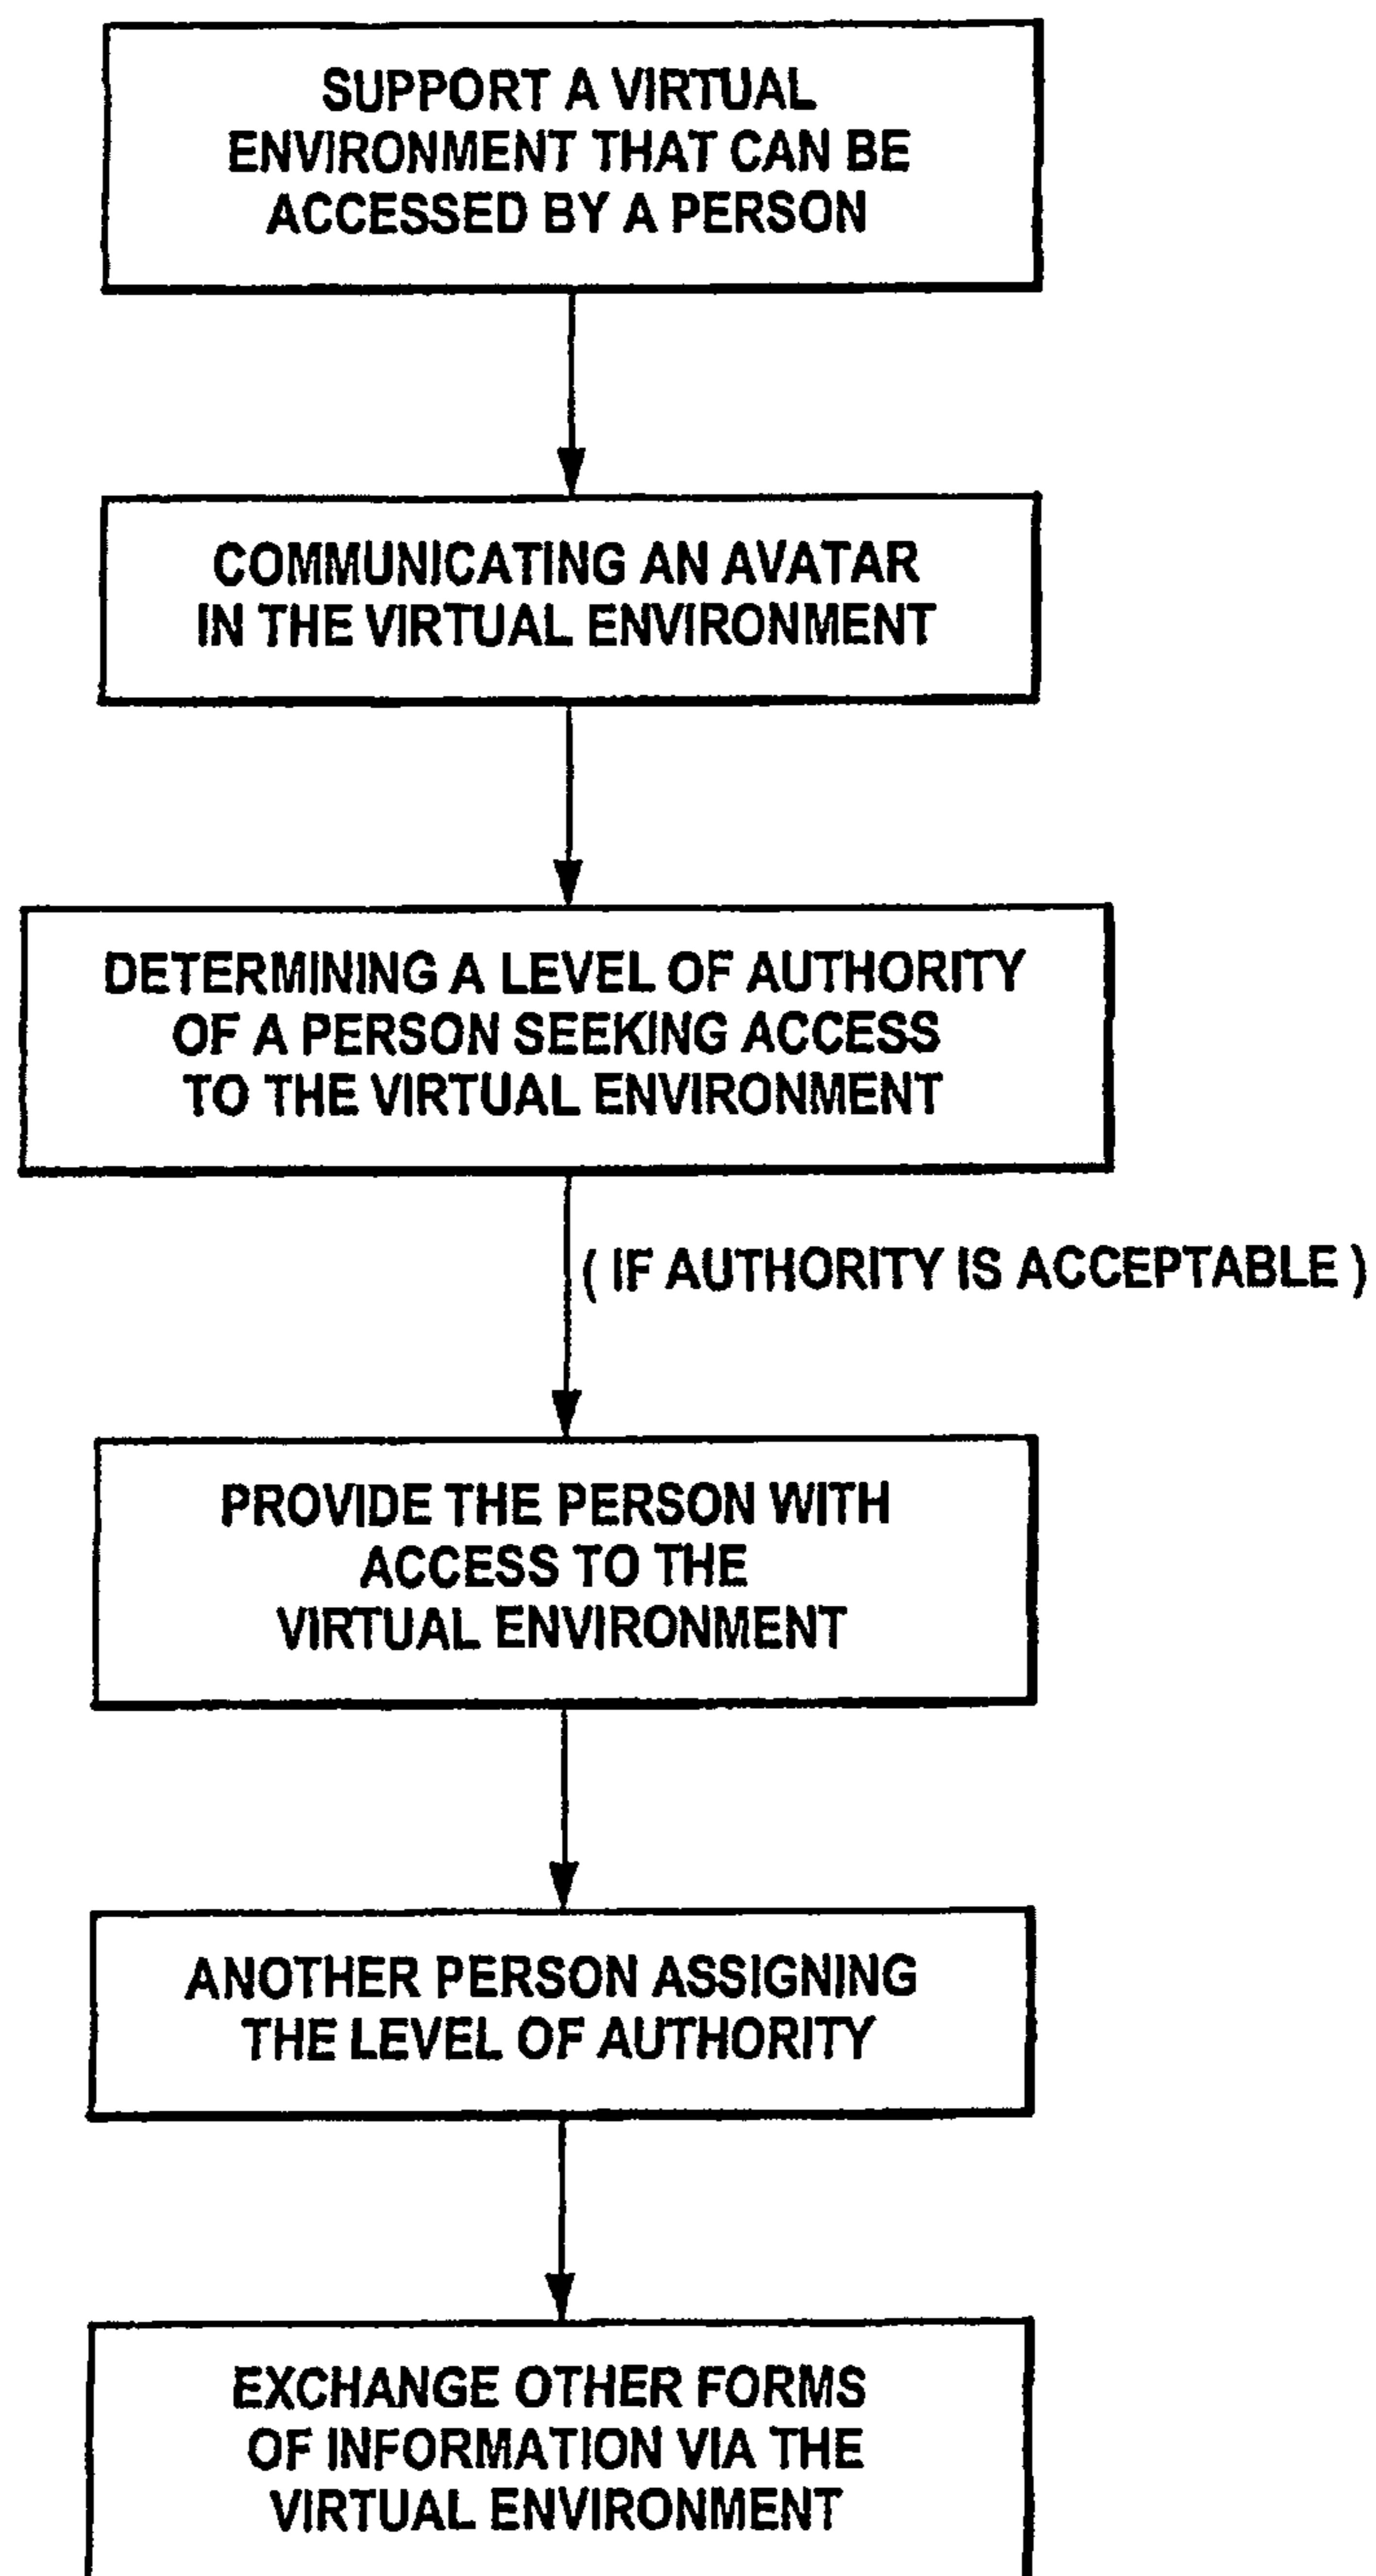 SUPPORT A VIRTUAL
ENVIRONMENT THAT CAN BE
ACCESSED BY A PERSON
COMMUNICATING AN AVATAR
IN THE VIRTUAL ENVIRONMENT
DETERMINING A LEVEL OF AUTHORITY
OF A PERSON SEEKING ACCESS
TO THE VIRTUAL ENVIRONMENT
( IF AUTHORITY IS ACCEPTABLE )
PROVIDE THE PERSON WITH
ACCESS TO THE
VIRTUAL ENVIRONMENT
ANOTHER PERSON ASSIGNING
THE LEVEL OF AUTHORITY
EXCHANGE OTHER FORMS
OF INFORMATION VIA THE
VIRTUAL ENVIRONMENT